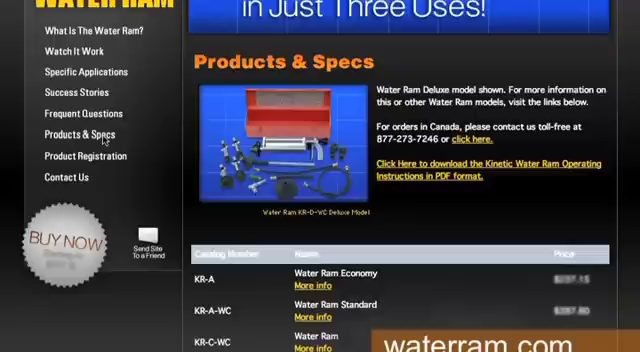 WATER RAM
in Just Three Uses!
What Is The Water Ram?
Watch It Work
Specific Applications
Success Stories
Frequent Questions
Products & Specs
Product Registration
Contact Us
BUY NOW
Send Site
To a Friend
Products & Specs
Water Ram Deluxe model shown. For more information
on this or other Water Ram models, visit the links below.
For orders in Canada, please contact us toll-free at
877-273-7246 or click here.
Click Here to download the Kinetic Water Ram Operating
Instructions in PDF format.
Water Ram KR-D-WC Deluxe Model
Catalog Number Name Price
KR-A Water Ram Economy
More info
KR-A-WC Water Ram Standard
More info
KR-C-WC Water Ram
More info
waterram.com